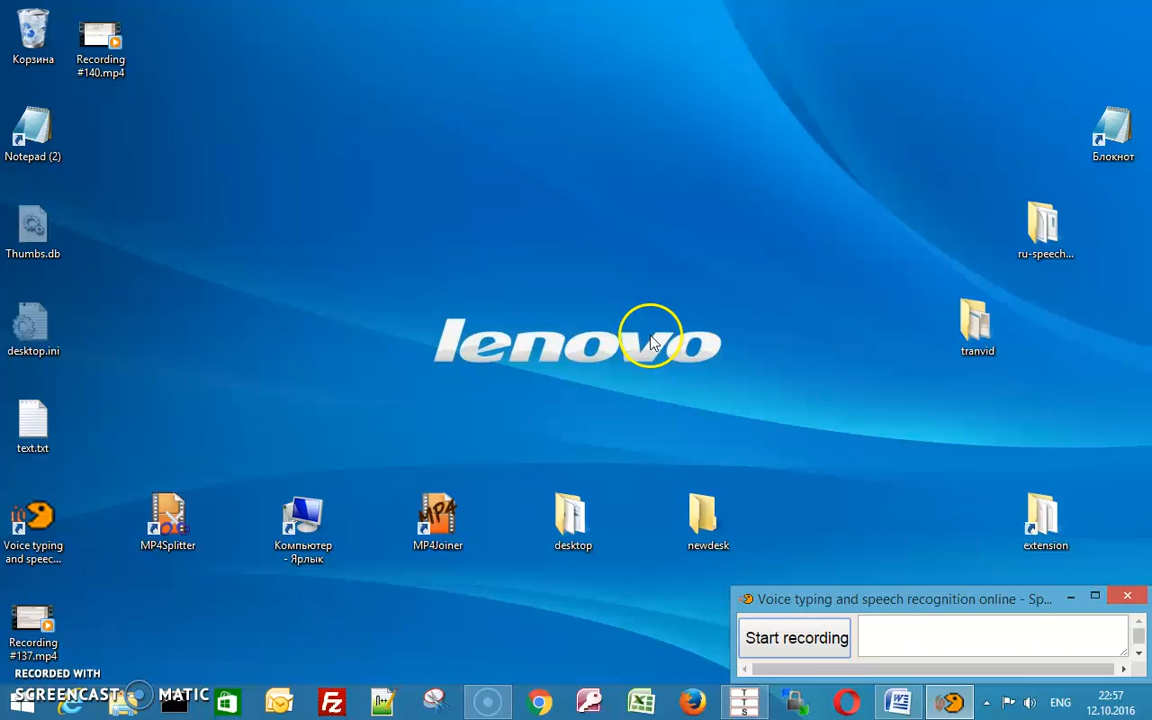 Корзина
Recording
#140.mp4
Notepad (2)
Блокнот
Thumbs.db
ru-speech...
lenovo
desktop.ini
tranvid
text.txt
MP4
Voice typing
and speec...
MP4Splitter
Компьютер
- Ярлык
MP4Joiner
desktop
newdesk
extension
Voice typing and speech recognition online - Sp...
Start recording
Recording
#137.mp4
RECORDED WITH
SCREENCAST MATIC
ENG
22:57
12.10.2016